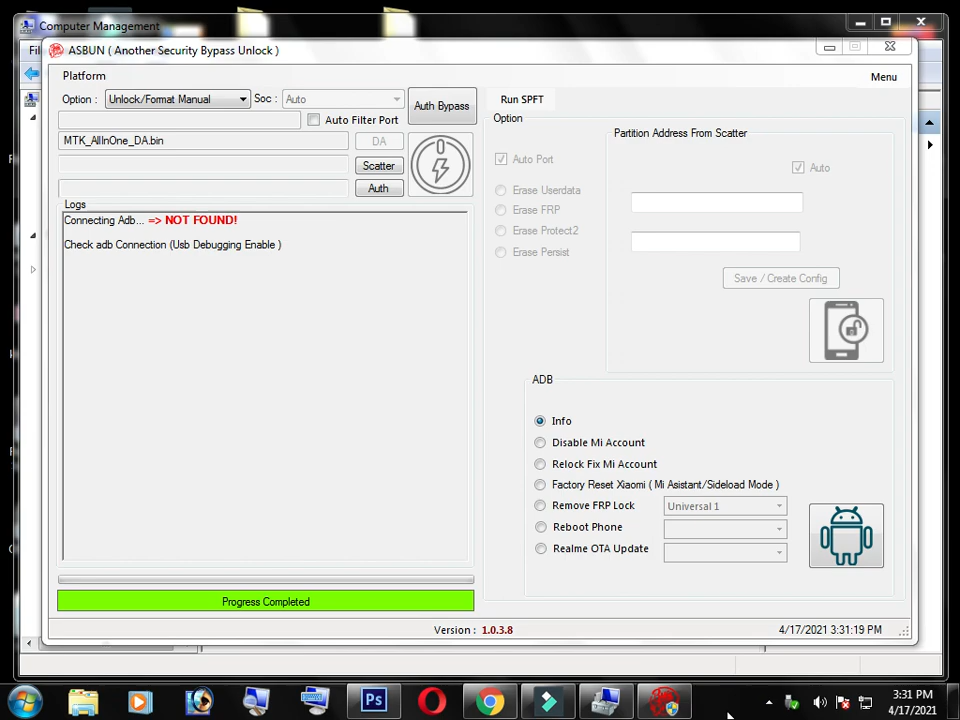 Computer Management
Fil
ASBUN ( Another Security Bypass Unlock )
Platform
Menu
Option :
Unlock/Format Manual
Soc :
Auto
Auth Bypass
Auto Filter Port
MTK_AllInOne_DA.bin
DA
Scatter
Auth
Logs
Connecting Adb... => NOT FOUND!
Check adb Connection (Usb Debugging Enable )
Progress Completed
Run SPFT
Option
Auto Port
Erase Userdata
Erase FRP
Erase Protect2
Erase Persist
Partition Address From Scatter
Auto
Save / Create Config
ADB
Info
Disable Mi Account
Relock Fix Mi Account
Factory Reset Xiaomi ( Mi Asistant/Sideload Mode )
Remove FRP Lock
Universal 1
Reboot Phone
Realme OTA Update
Version : 1.0.3.8
4/17/2021 3:31:19 PM
Ps
3:31 PM
4/17/2021